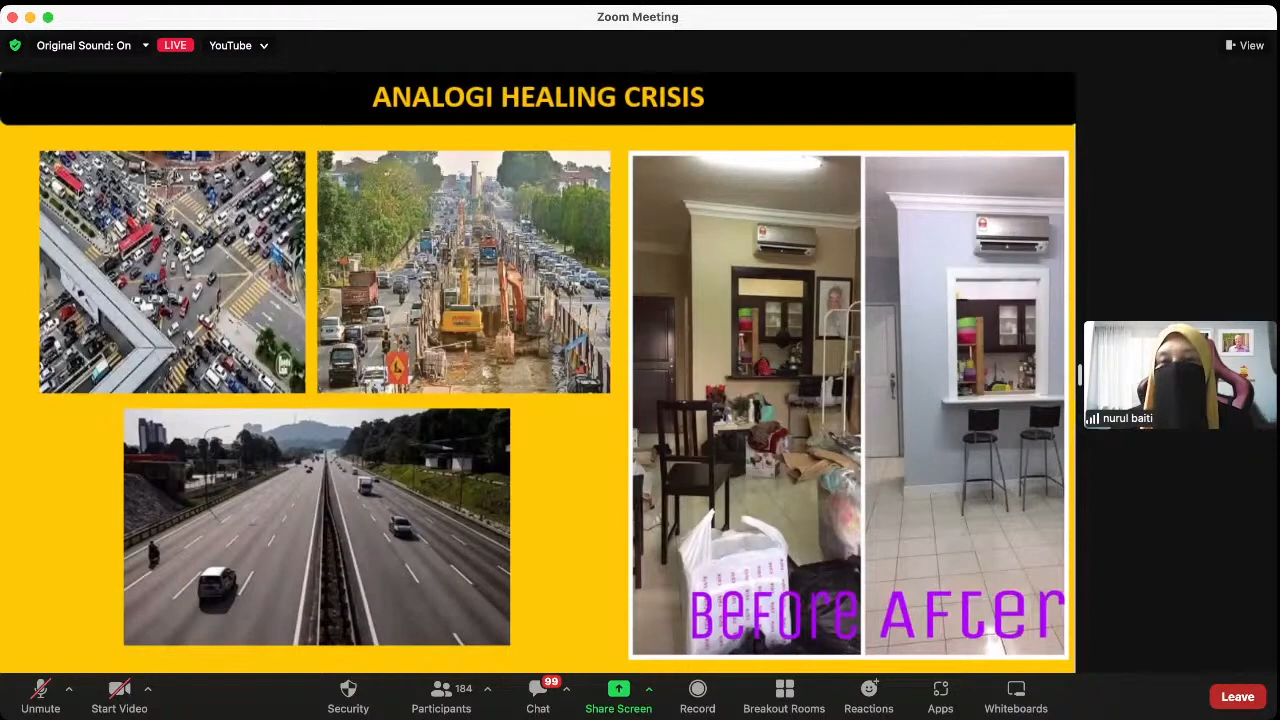 Zoom Meeting
Original Sound: On
LIVE
YouTube
View
ANALOGI HEALING CRISIS
BeFore
AFter
nurul baiti
Unmute
Start Video
Security
184
Participants
99
Chat
Share Screen
Record
Breakout Rooms
Reactions
Apps
Whiteboards
Leave